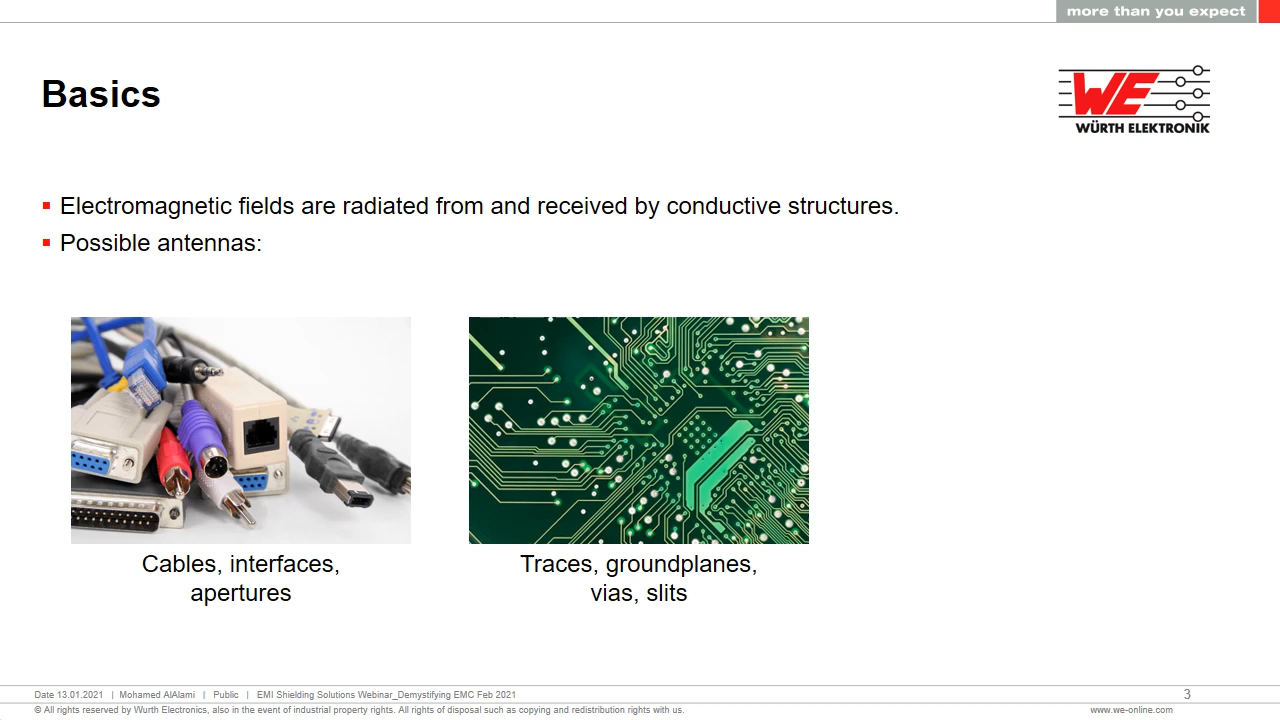 more than you expect
Basics
WE
WÜRTH ELEKTRONIK
Electromagnetic fields are radiated from and received by conductive structures.
Possible antennas:
Cables, interfaces,
apertures
Traces, groundplanes,
vias, slits
Date 13.01.2021 | Mohamed AlAlami | Public | EMI Shielding Solutions Webinar_Demystifying EMC Feb 2021
3
© All rights reserved by Wurth Electronics, also in the event of industrial property rights. All rights of disposal such as copying and redistribution rights with us.
www.we-online.com